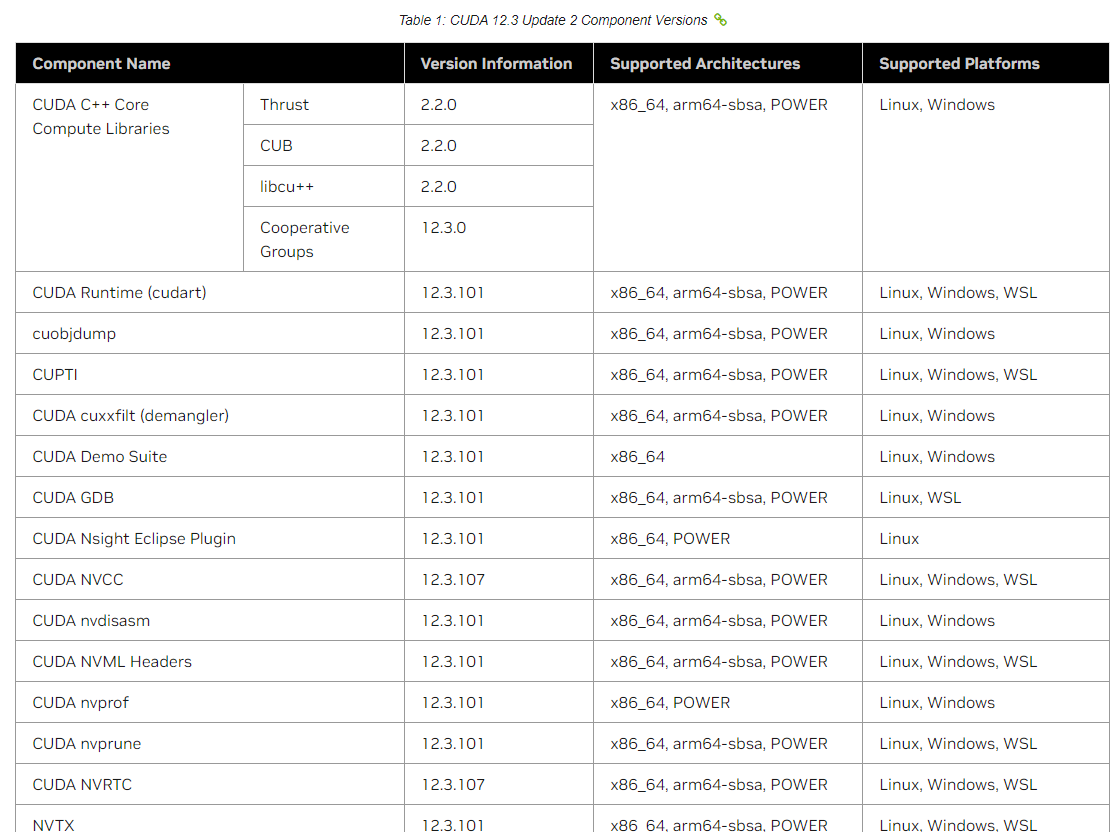 Table 1: CUDA 12.3 Update 2 Component Versions
Component Name Version Information Supported Architectures Supported Platforms
CUDA C++ Core Thrust 2.2.0 x86_64, arm64-sbsa, POWER Linux, Windows
Compute Libraries
CUB 2.2.0
libcu++ 2.2.0
Cooperative 12.3.0
Groups
CUDA Runtime (cudart) 12.3.101 x86_64, arm64-sbsa, POWER Linux, Windows, WSL
cuobjdump 12.3.101 x86_64, arm64-sbsa, POWER Linux, Windows
CUPTI 12.3.101 x86_64, arm64-sbsa, POWER Linux, Windows, WSL
CUDA cuxxfilt (demangler) 12.3.101 x86_64, arm64-sbsa, POWER Linux, Windows
CUDA Demo Suite 12.3.101 x86_64 Linux, Windows
CUDA GDB 12.3.101 x86_64, arm64-sbsa, POWER Linux, WSL
CUDA Nsight Eclipse Plugin 12.3.101 x86_64, POWER Linux
CUDA NVCC 12.3.107 x86_64, arm64-sbsa, POWER Linux, Windows, WSL
CUDA nvdisasm 12.3.101 x86_64, arm64-sbsa, POWER Linux, Windows
CUDA NVML Headers 12.3.101 x86_64, arm64-sbsa, POWER Linux, Windows, WSL
CUDA nvprof 12.3.101 x86_64, POWER Linux, Windows
CUDA nvprune 12.3.101 x86_64, arm64-sbsa, POWER Linux, Windows, WSL
CUDA NVRTC 12.3.107 x86_64, arm64-sbsa, POWER Linux, Windows, WSL
NVTX 12.3.101 x86_64, arm64-sbsa, POWER Linux, Windows, WSL